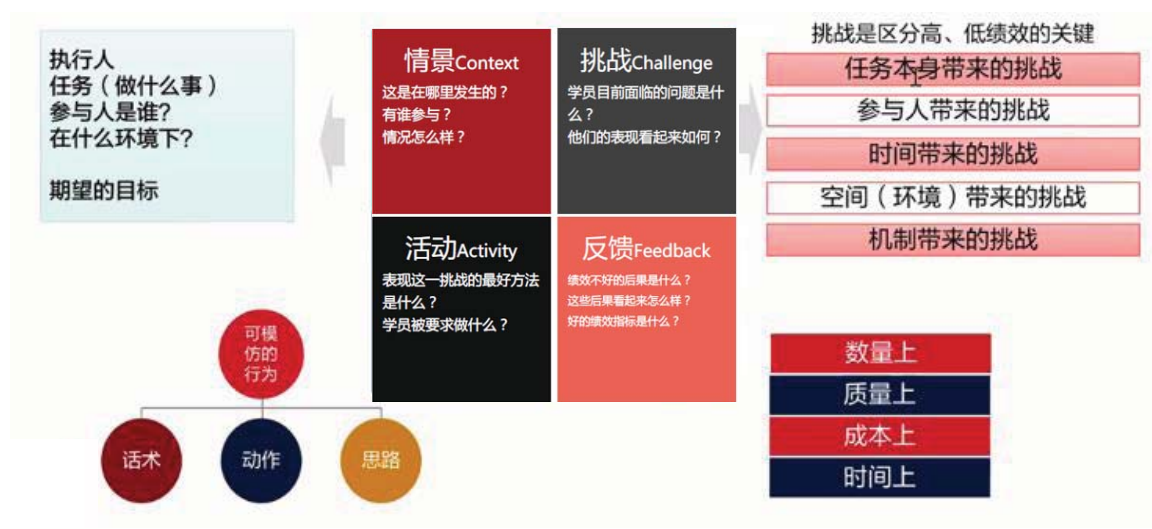 执行人
任务（做什么事）
参与人是谁？
在什么环境下？
期望的目标
情景Context
这是在哪里发生的？
有谁参与？
情况怎么样？
挑战Challenge
学员目前面临的问题是什
么？
他们的表现看起来如何？
挑战是区分高、低绩效的关键
任务本身带来的挑战
参与人带来的挑战
时间带来的挑战
空间（环境）带来的挑战
机制带来的挑战
活动Activity
表现这一挑战的最好方法
是什么？
学员被要求做什么？
反馈Feedback
绩效不好的后果是什么？
这些后果看起来怎么样？
好的绩效指标是什么？
可模
仿的
行为
话术
动作
思路
数量上
质量上
成本上
时间上